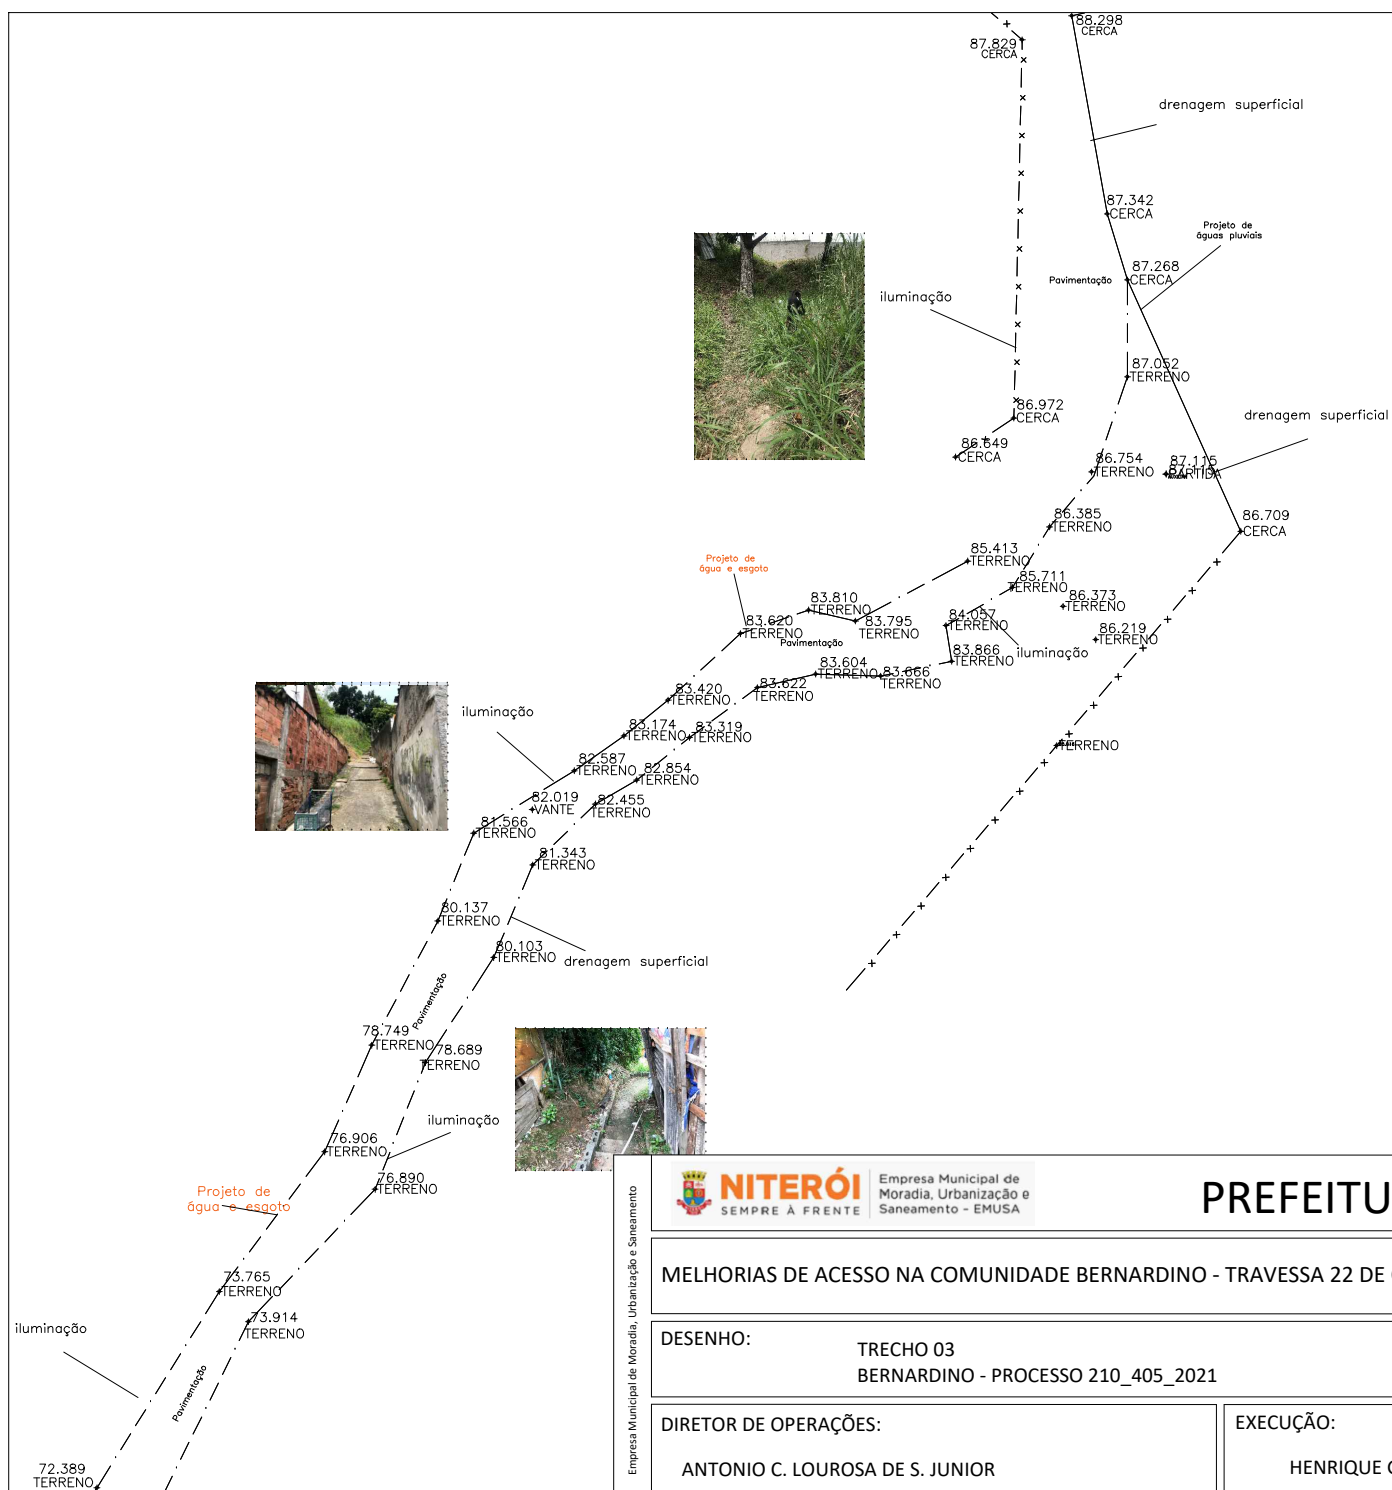 88.298
CERCA
87.829
CERCA
drenagem superficial
87.342
CERCA
Projeto de
águas pluviais
87.268
CERCA
Pavimentação
iluminação
87.052
TERRENO
86.972
CERCA
drenagem superficial
86.649
CERCA
86.754
TERRENO
87.115
PARTIDA
86.709
CERCA
86.385
TERRENO
85.413
TERRENO
Projeto de
água e esgoto
85.711
TERRENO
86.373
TERRENO
83.810
TERRENO
83.620
TERRENO
83.795
TERRENO
84.057
TERRENO
86.219
TERRENO
Pavimentação
iluminação
83.866
TERRENO
83.604
TERRENO
83.666
TERRENO
83.622
TERRENO
83.420
TERRENO
iluminação
83.174
TERRENO
83.319
TERRENO
TERRENO
82.587
TERRENO
82.854
TERRENO
82.019
VANTE
82.455
TERRENO
81.566
TERRENO
81.343
TERRENO
80.137
TERRENO
80.103
TERRENO
drenagem superficial
Pavimentação
78.749
TERRENO
78.689
TERRENO
iluminação
76.906
TERRENO
76.890
TERRENO
Projeto de
água e esgoto
73.765
TERRENO
73.914
TERRENO
iluminação
Pavimentação
72.389
TERRENO
Empresa Municipal de Moradia, Urbanização e Saneamento
NITERÓI
SEMPRE À FRENTE
Empresa Municipal de
Moradia, Urbanização e
Saneamento - EMUSA
PREFEITU
MELHORIAS DE ACESSO NA COMUNIDADE BERNARDINO - TRAVESSA 22 DE
DESENHO:
TRECHO 03
BERNARDINO - PROCESSO 210_405_2021
DIRETOR DE OPERAÇÕES:
ANTONIO C. LOUROSA DE S. JUNIOR
EXECUÇÃO:
HENRIQUE